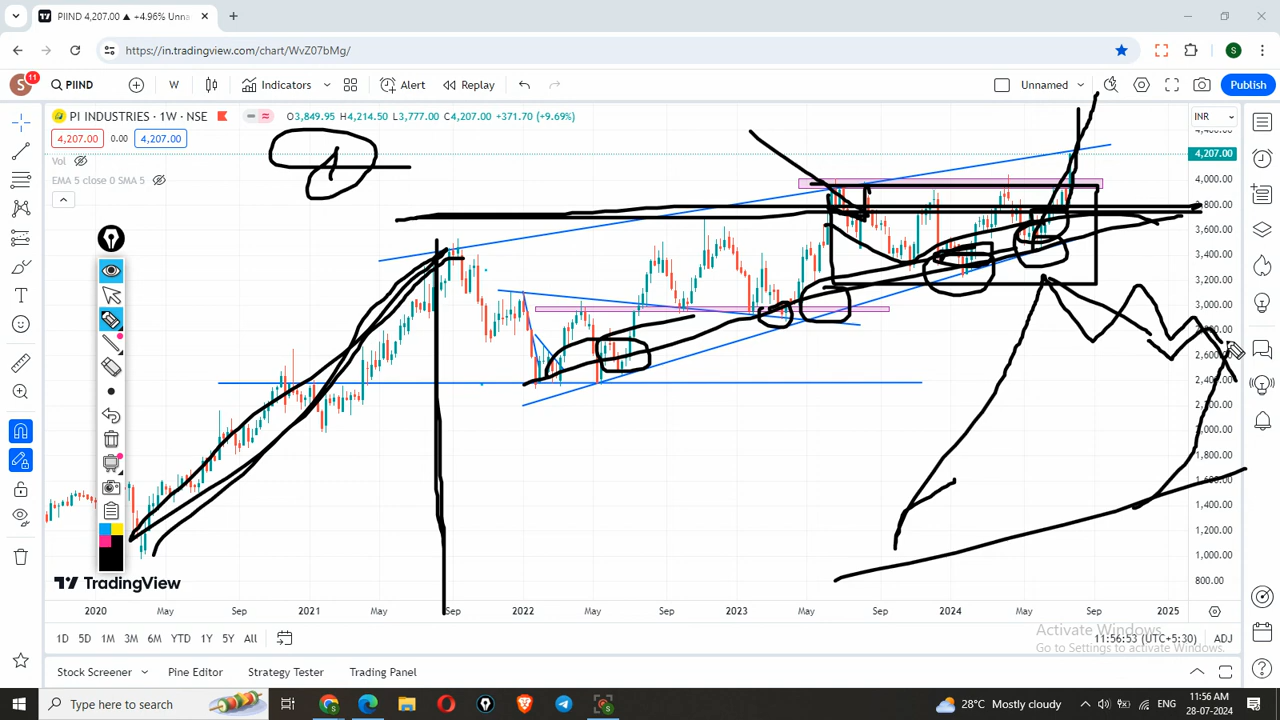 PIIND 4,207.00 ▲ +4.96% Unna
https://in.tradingview.com/chart/WvZ07bMg/
S
S 11 PIIND W Indicators Alert Replay Unnamed Publish
PI INDUSTRIES · 1W · NSE O3,849.95 H4,214.50 L3,777.00 C4,207.00 +371.70 (+9.69%)
INR
4,207.00 0.00 4,207.00
4,207.00
Vol
EMA 5 close 0 SMA 5
4,000.00
3,800.00
3,600.00
3,400.00
3,200.00
3,000.00
2,800.00
2,600.00
2,400.00
2,200.00
2,000.00
1,800.00
1,600.00
1,400.00
1,200.00
1,000.00
800.00
TradingView
2020 May Sep 2021 May Sep 2022 May Sep 2023 May Sep 2024 May Sep 2025
Activate Windows
Go to Settings to activate Windows.
1D 5D 1M 3M 6M YTD 1Y 5Y All
11:56:53 (UTC+5:30) ADJ
Stock Screener Pine Editor Strategy Tester Trading Panel
Type here to search
28°C Mostly cloudy
ENG
11:56 AM
28-07-2024